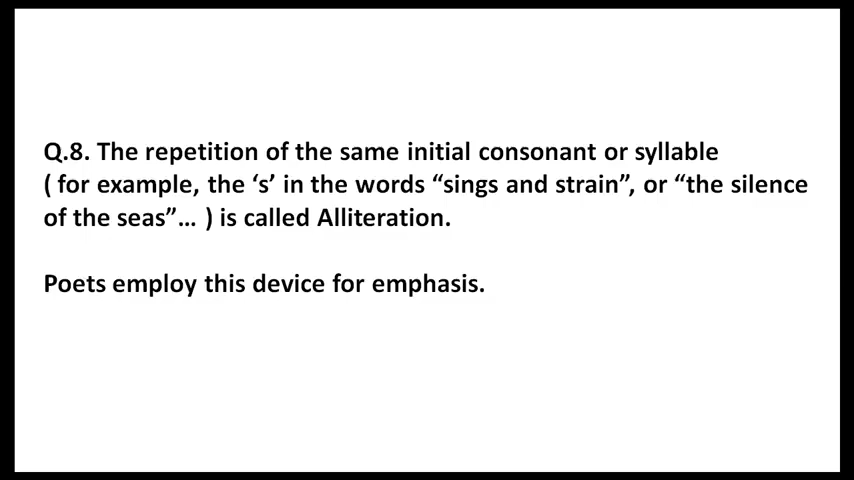 Q.8. The repetition of the same initial consonant or syllable
( for example, the ‘s’ in the words “sings and strain”, or “the silence
of the seas”... ) is called Alliteration.
Poets employ this device for emphasis.